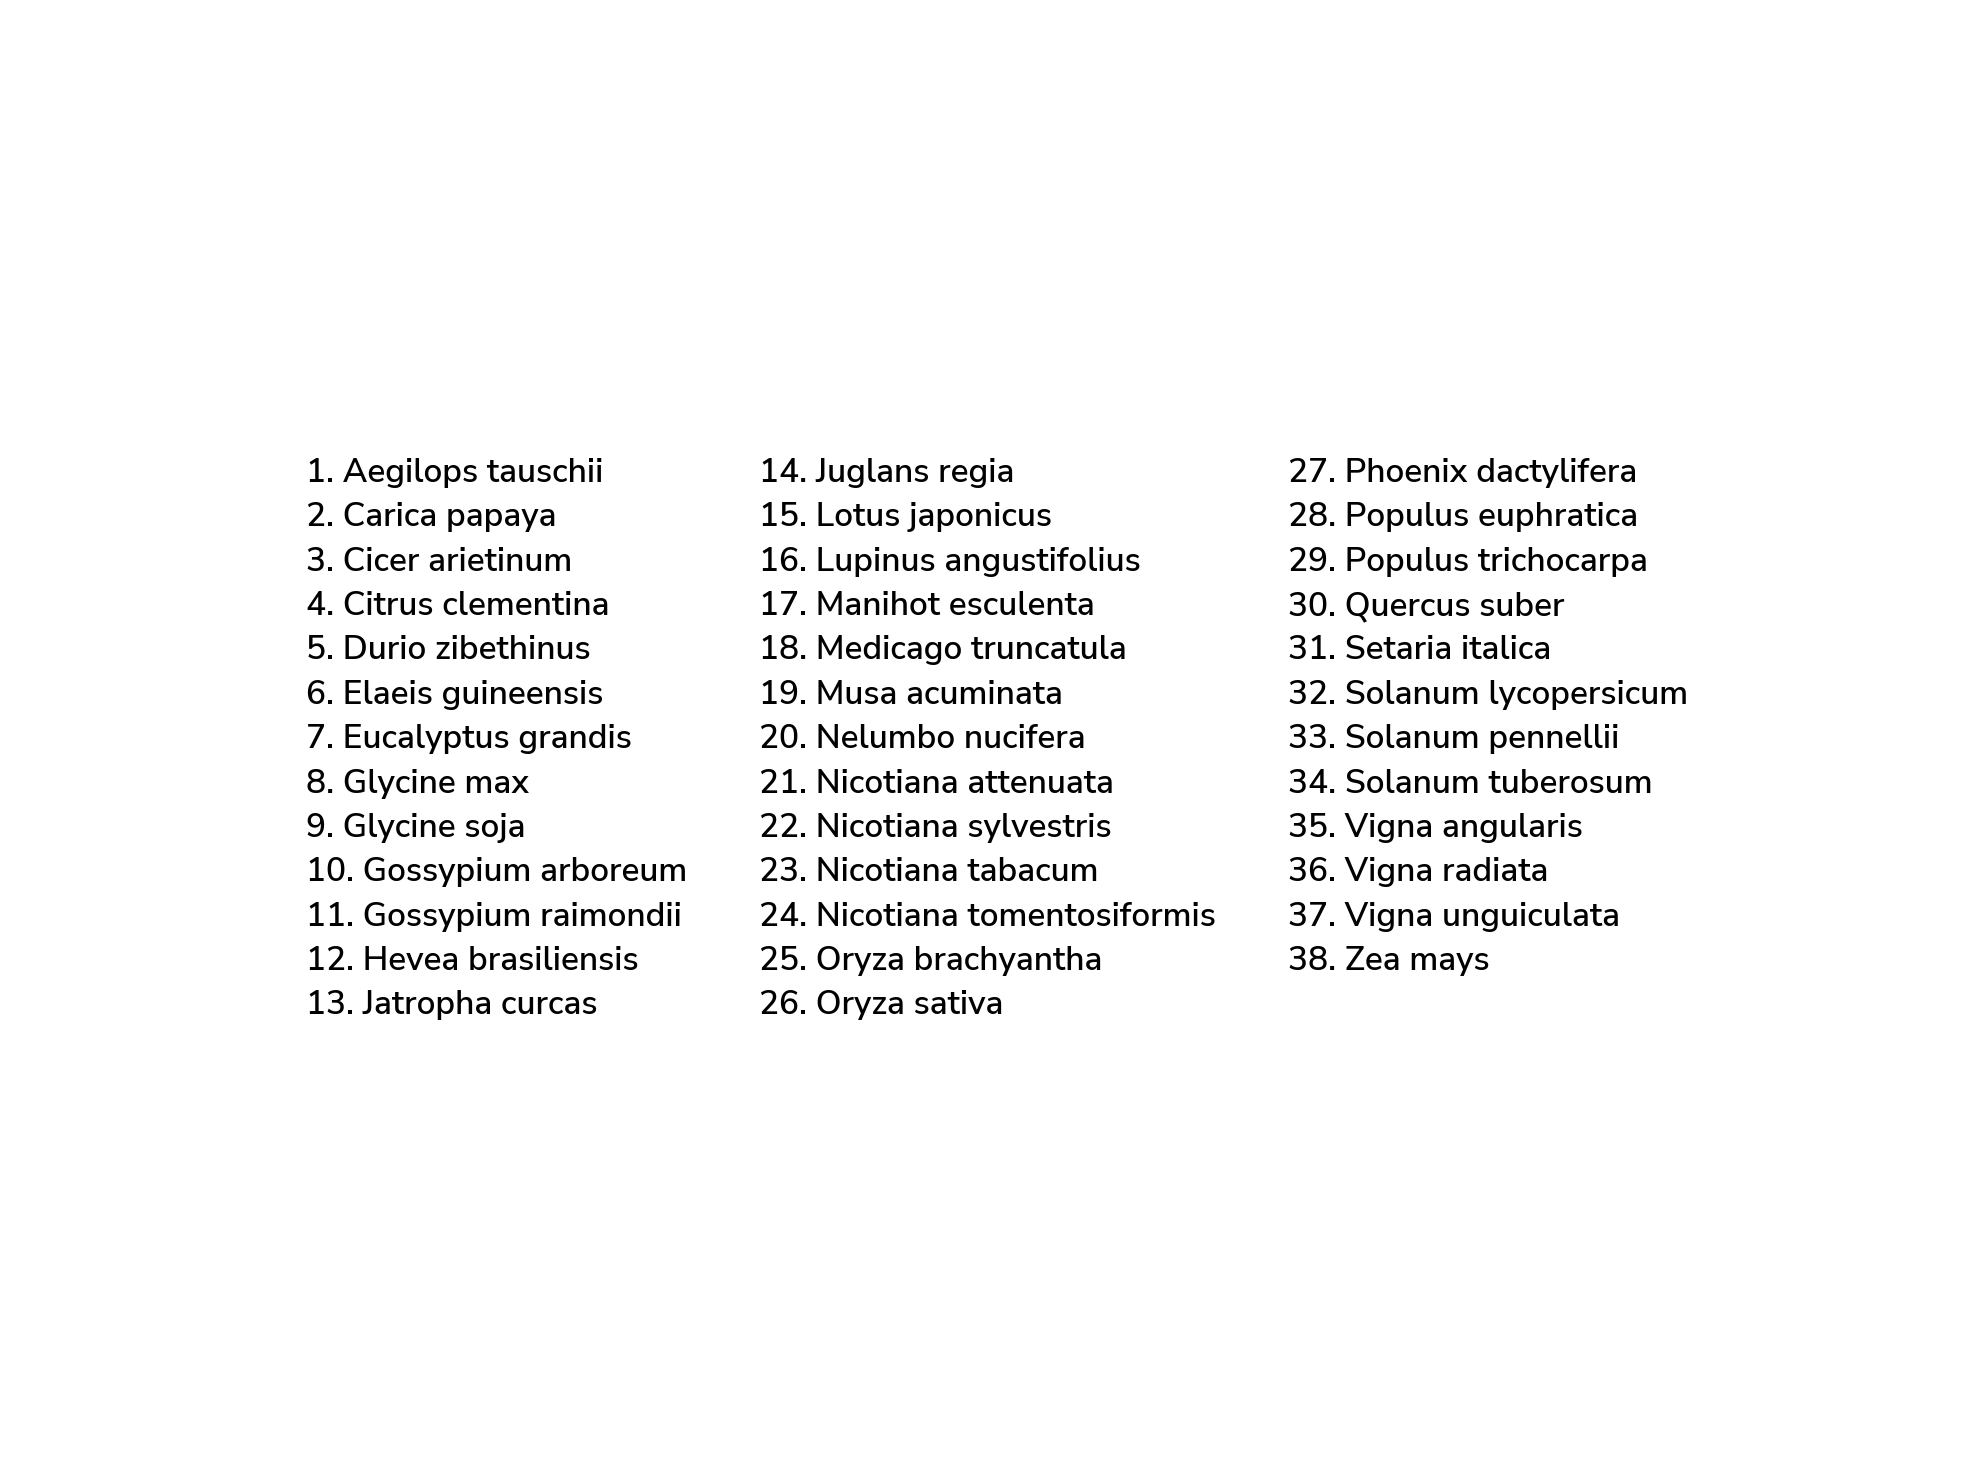 1. Aegilops tauschii
2. Carica papaya
3. Cicer arietinum
4. Citrus clementina
5. Durio zibethinus
6. Elaeis guineensis
7. Eucalyptus grandis
8. Glycine max
9. Glycine soja
10. Gossypium arboreum
11. Gossypium raimondii
12. Hevea brasiliensis
13. Jatropha curcas
14. Juglans regia
15. Lotus japonicus
16. Lupinus angustifolius
17. Manihot esculenta
18. Medicago truncatula
19. Musa acuminata
20. Nelumbo nucifera
21. Nicotiana attenuata
22. Nicotiana sylvestris
23. Nicotiana tabacum
24. Nicotiana tomentosiformis
25. Oryza brachyantha
26. Oryza sativa
27. Phoenix dactylifera
28. Populus euphratica
29. Populus trichocarpa
30. Quercus suber
31. Setaria italica
32. Solanum lycopersicum
33. Solanum pennellii
34. Solanum tuberosum
35. Vigna angularis
36. Vigna radiata
37. Vigna unguiculata
38. Zea mays